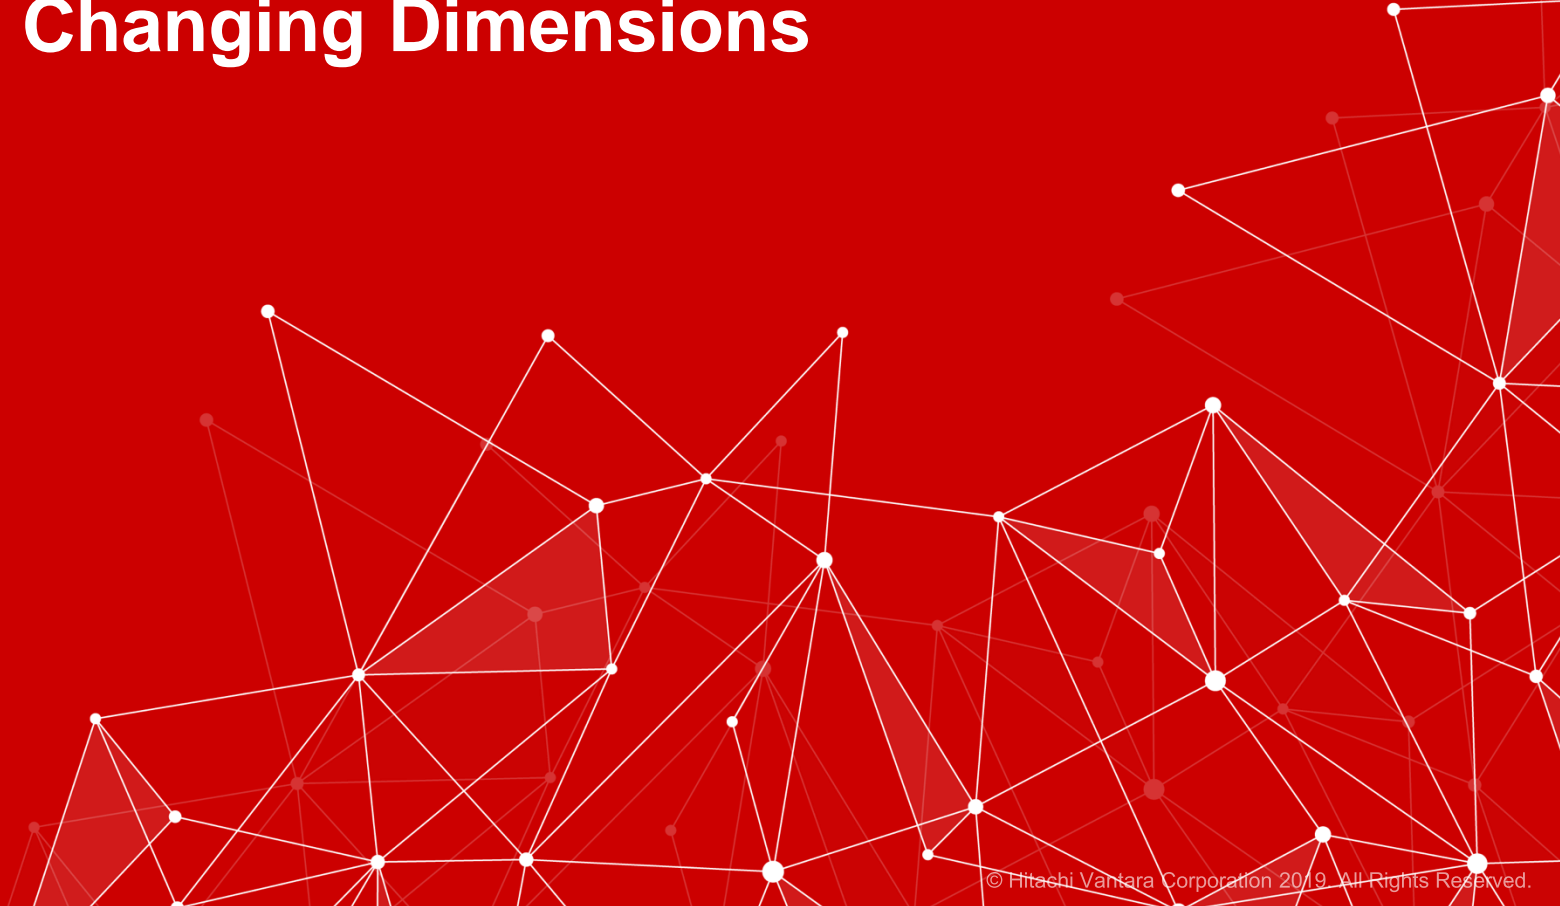 Changing Dimensions
© Hitachi Vantara Corporation 2019. All Rights Reserved.